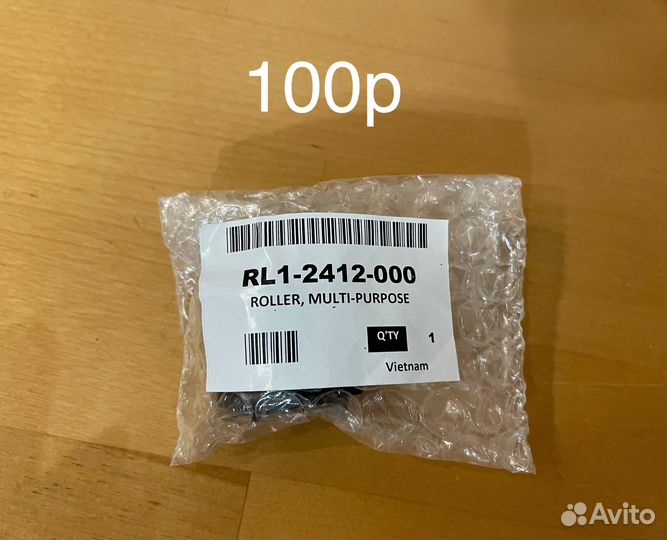 100р
RL1-2412-000
ROLLER, MULTI-PURPOSE
Q'TY 1
Vietnam
Avito